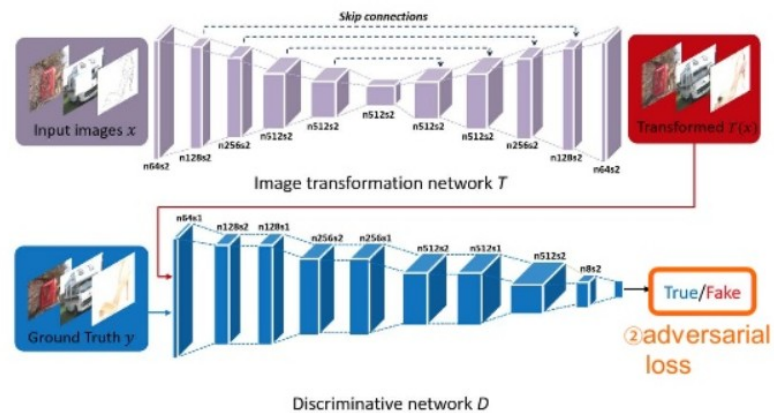 Skip connections
Input images x
n64s2
n128s2
n256s2
n512s2
n512s2
n512s2
n512s2
n512s2
n256s2
n128s2
n64s2
Transformed T(x)
Image transformation network T
n64s1
n128s2
n128s1
n256s2
n256s1
n512s2
n512s1
n512s2
n8s2
Ground Truth y
True/Fake
②adversarial
loss
Discriminative network D